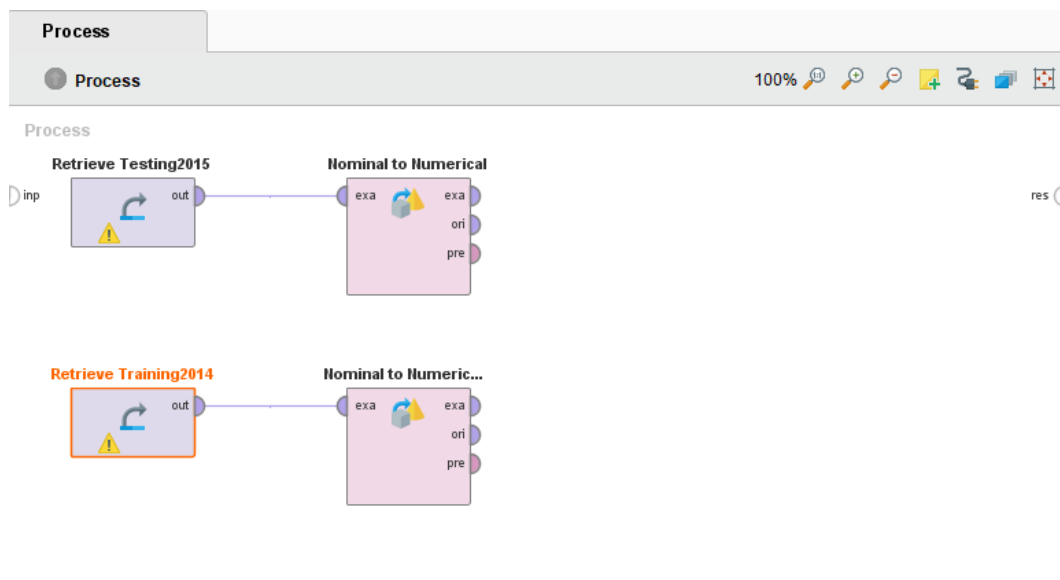 Process
Process
100%
Process
Retrieve Testing2015
Nominal to Numerical
inp
out
exa
exa
res
ori
pre
Retrieve Training2014
Nominal to Numeric...
out
exa
exa
ori
pre